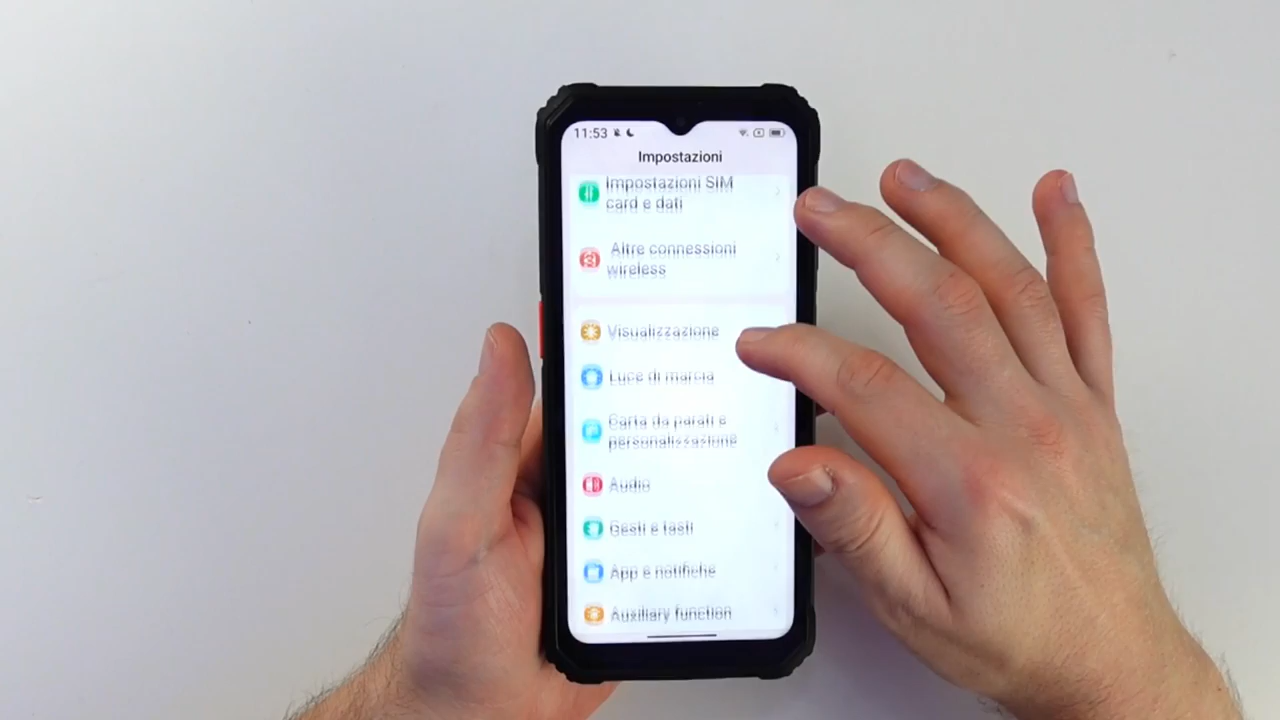 11:53
Impostazioni
Impostazioni SIM
card e dati
Altre connessioni
wireless
Visualizzazione
Luce di marcia
Carta da parati e
personalizzazione
Audio
Gesti e tasti
App e notifiche
Auxiliary function